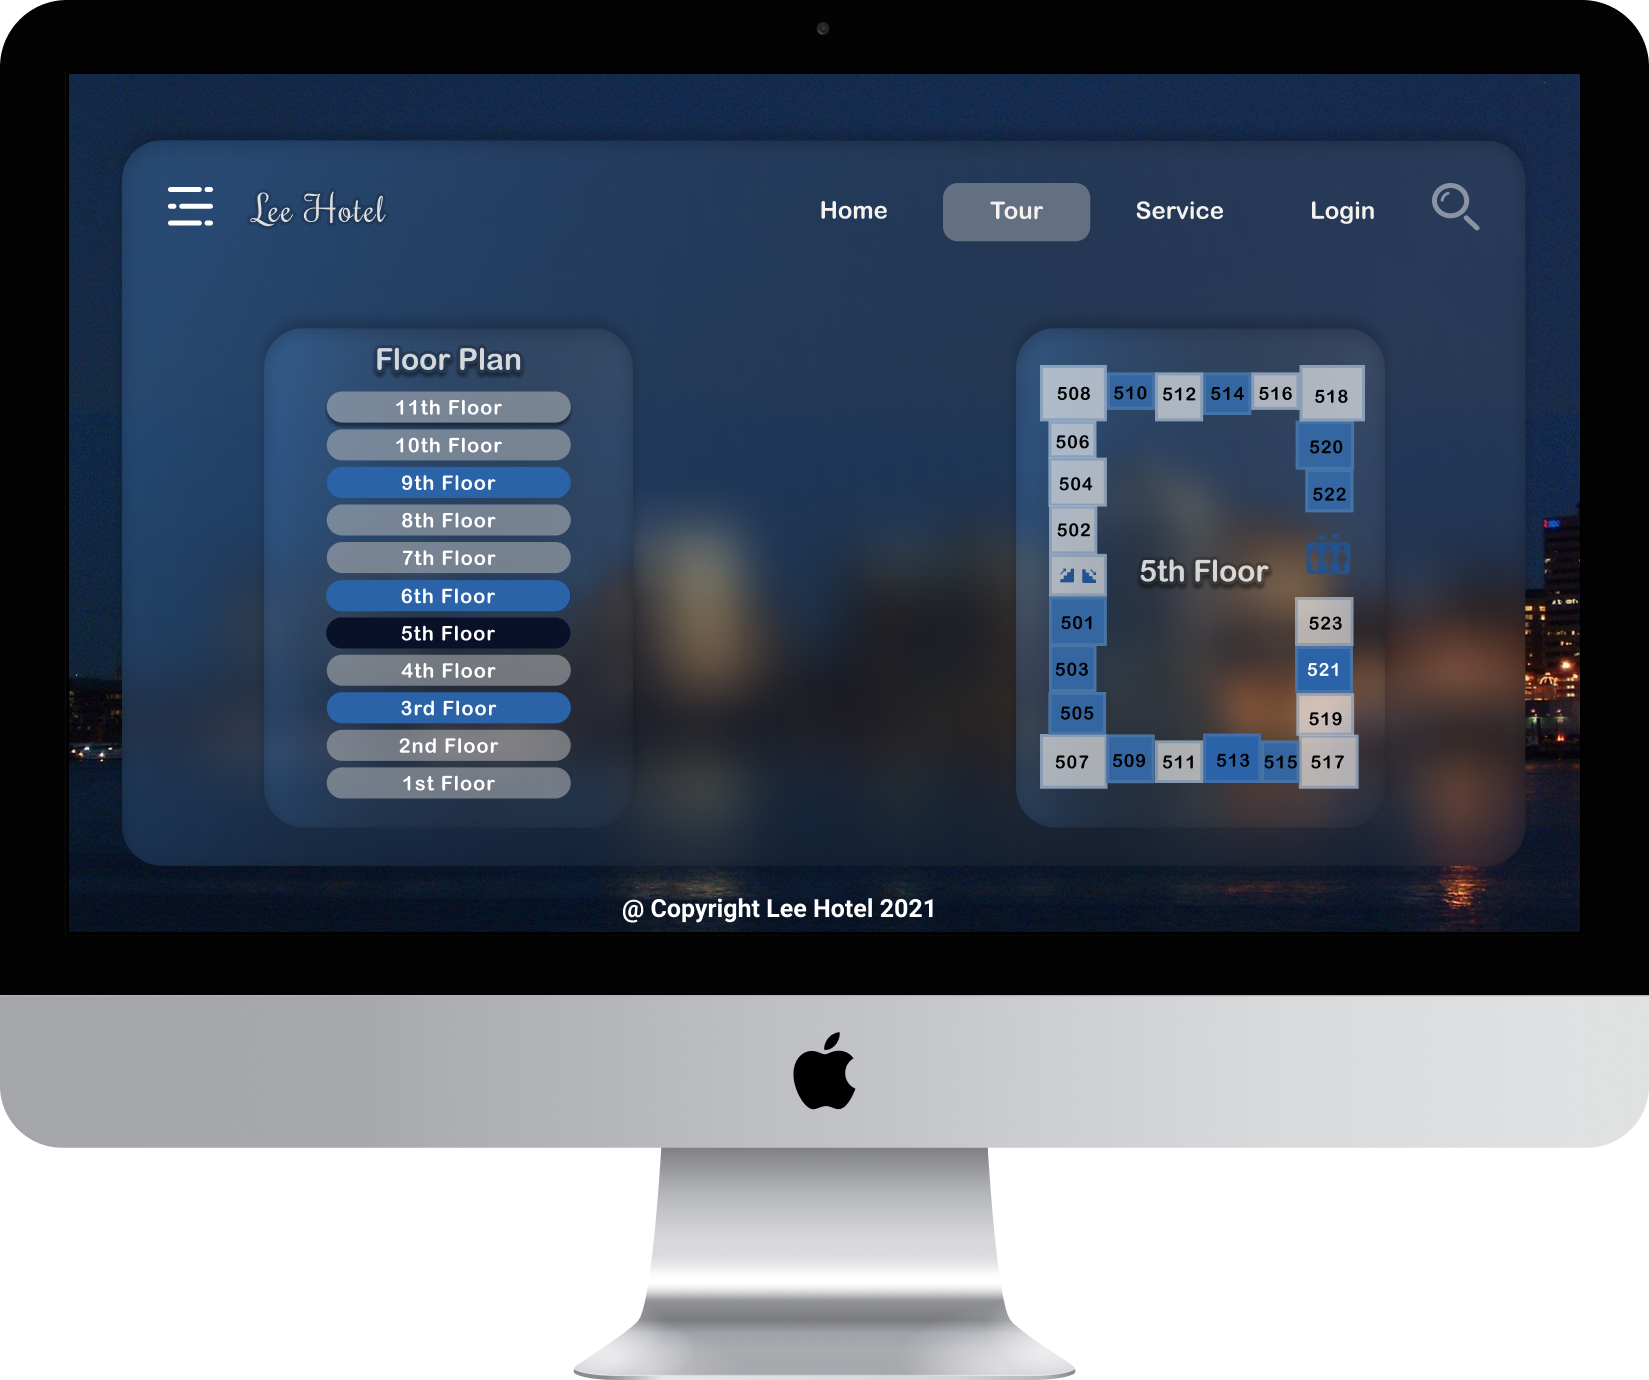 Lee Hotel
Home
Tour
Service
Login
Floor Plan
11th Floor
10th Floor
9th Floor
8th Floor
7th Floor
6th Floor
5th Floor
4th Floor
3rd Floor
2nd Floor
1st Floor
508 510 512 514 516 518
506
520
504
522
502
5th Floor
501
523
503
521
505
519
507 509 511 513 515 517
@ Copyright Lee Hotel 2021